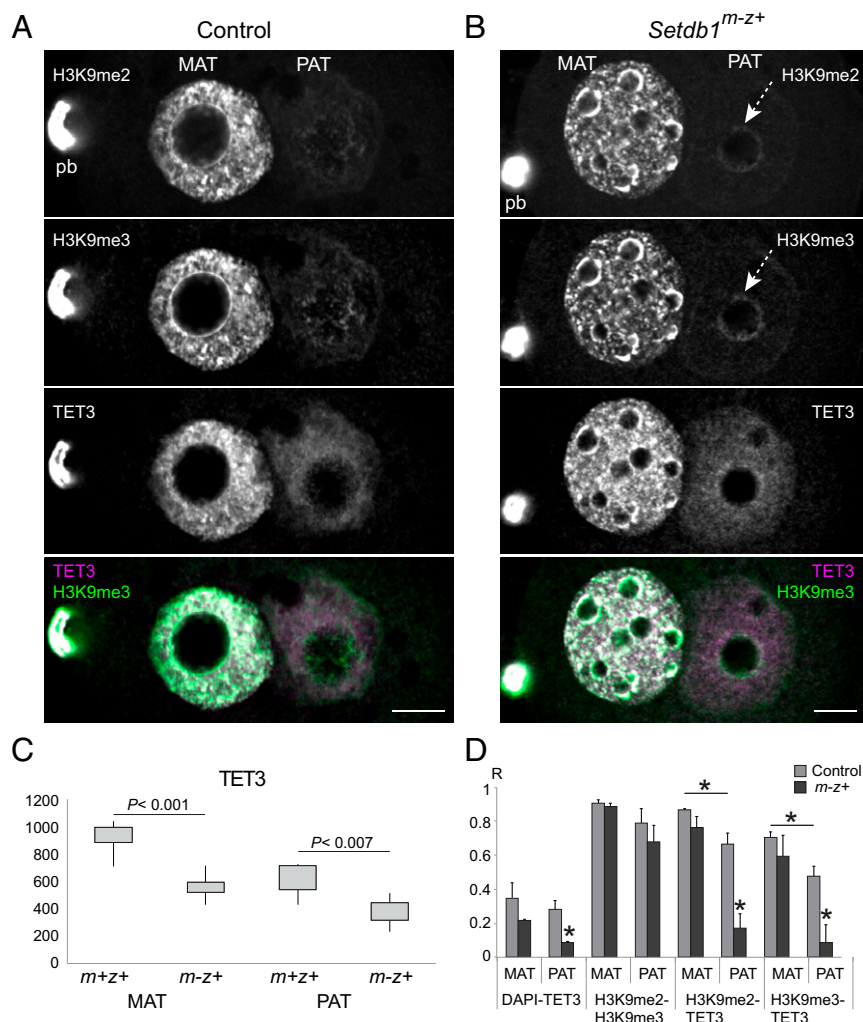 A
Control
MAT
PAT
H3K9me2
pb
H3K9me3
TET3
TET3
H3K9me3
B
Setdb1m-z+
MAT
PAT
H3K9me2
pb
H3K9me3
TET3
TET3
H3K9me3
C
TET3
1200
1000
800
600
400
200
0
P< 0.001
P< 0.007
m+z+ m-z+ m+z+ m-z+
MAT PAT
D
R
Control
m-z+
1
0.8
0.6
0.4
0.2
0
* * * * *
MAT PAT MAT PAT MAT PAT MAT PAT
DAPI-TET3
H3K9me2-
H3K9me3
H3K9me2-
TET3
H3K9me3-
TET3